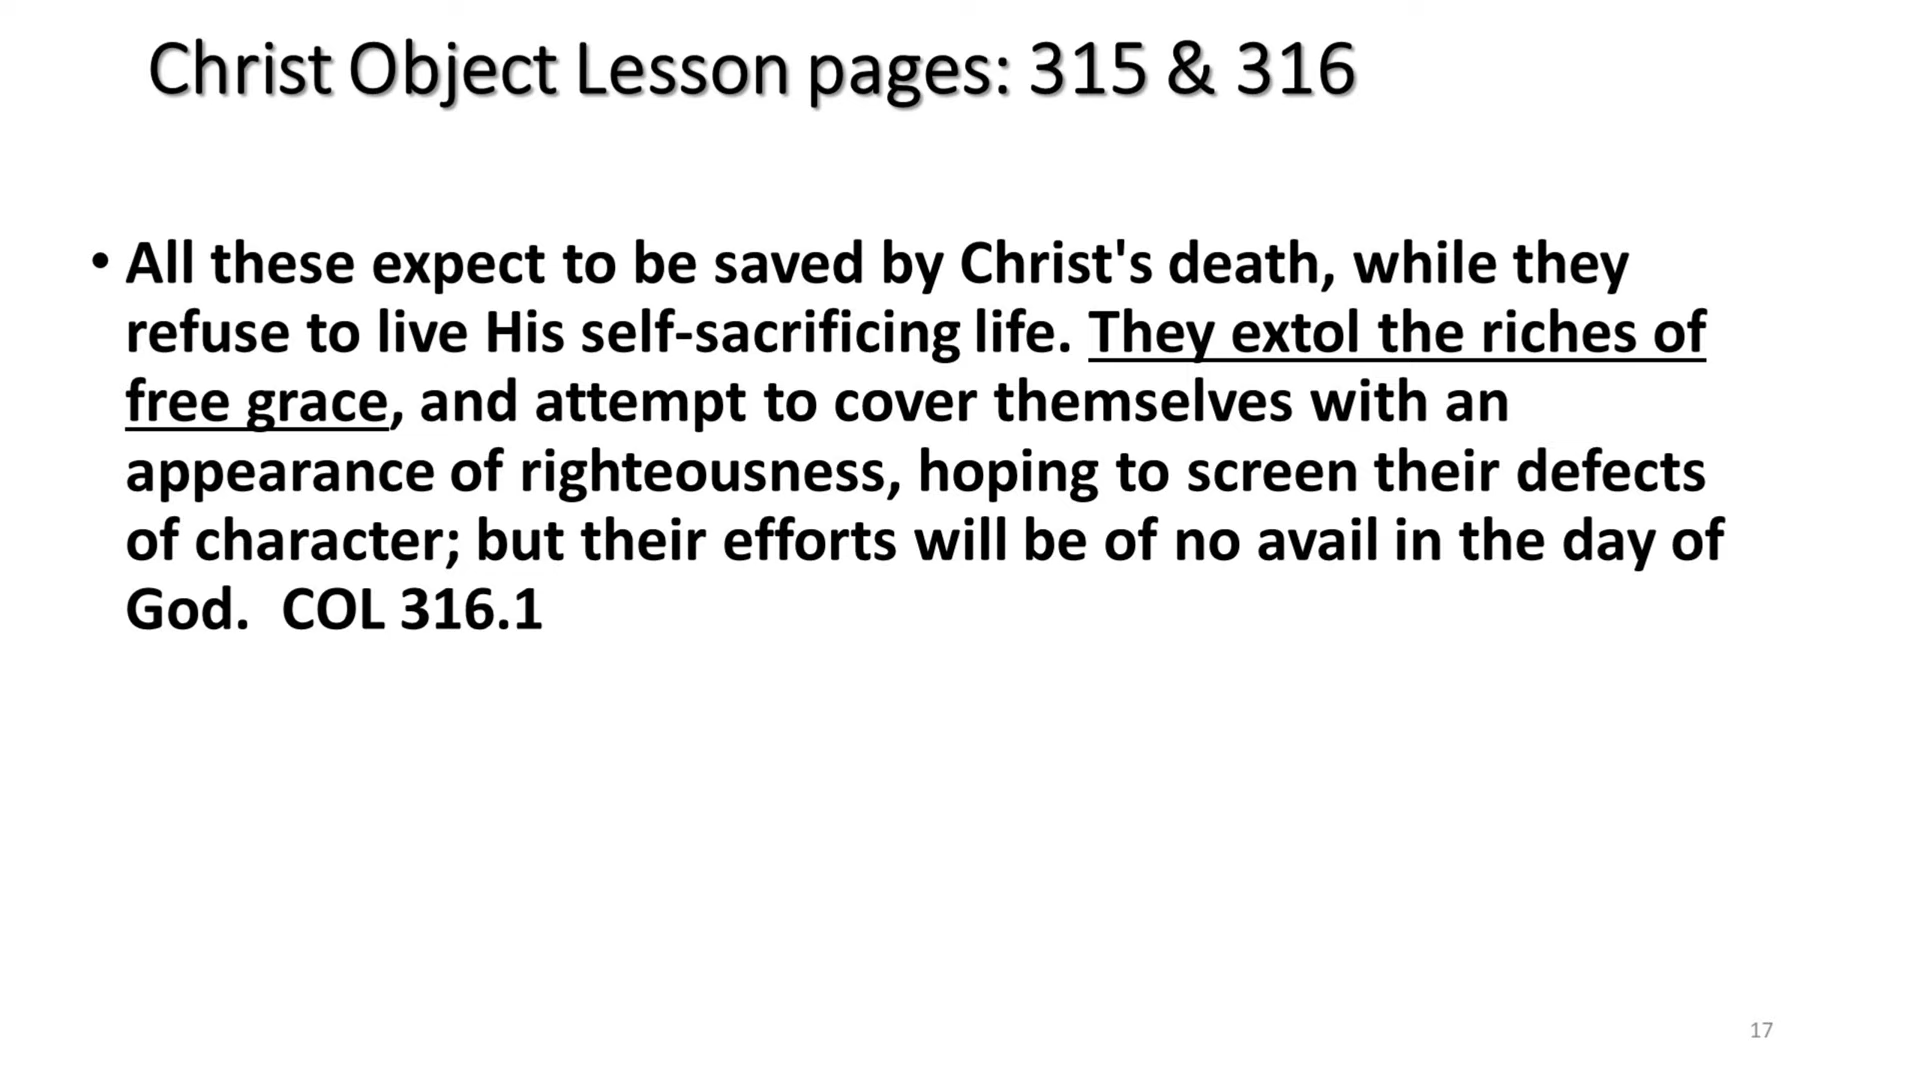 Christ Object Lesson pages: 315 & 316
• All these expect to be saved by Christ's death, while they
refuse to live His self-sacrificing life. They extol the riches of
free grace, and attempt to cover themselves with an
appearance of righteousness, hoping to screen their defects
of character; but their efforts will be of no avail in the day of
God.  COL 316.1
17